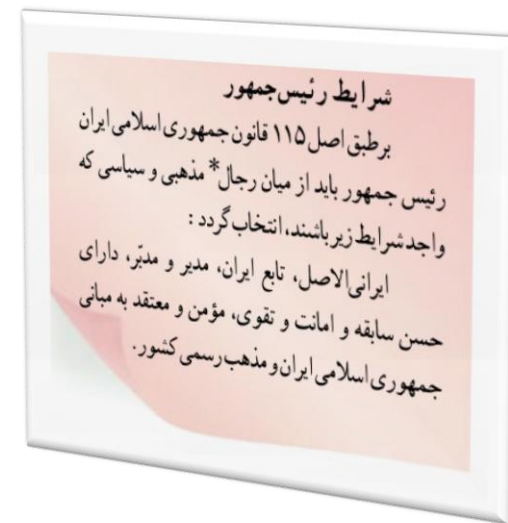 شرایط رئیس‌جمهور
برطبق اصل ۱۱۵ قانون جمهوری اسلامی ایران
رئیس جمهور باید از میان رجال* مذهبی و سیاسی که
واجد شرایط زیر باشند، انتخاب گردد :
ایرانی‌الاصل، تابع ایران، مدیر و مدبّر، دارای
حسن سابقه و امانت و تقوی، مؤمن و معتقد به مبانی
جمهوری اسلامی ایران و مذهب رسمی کشور.